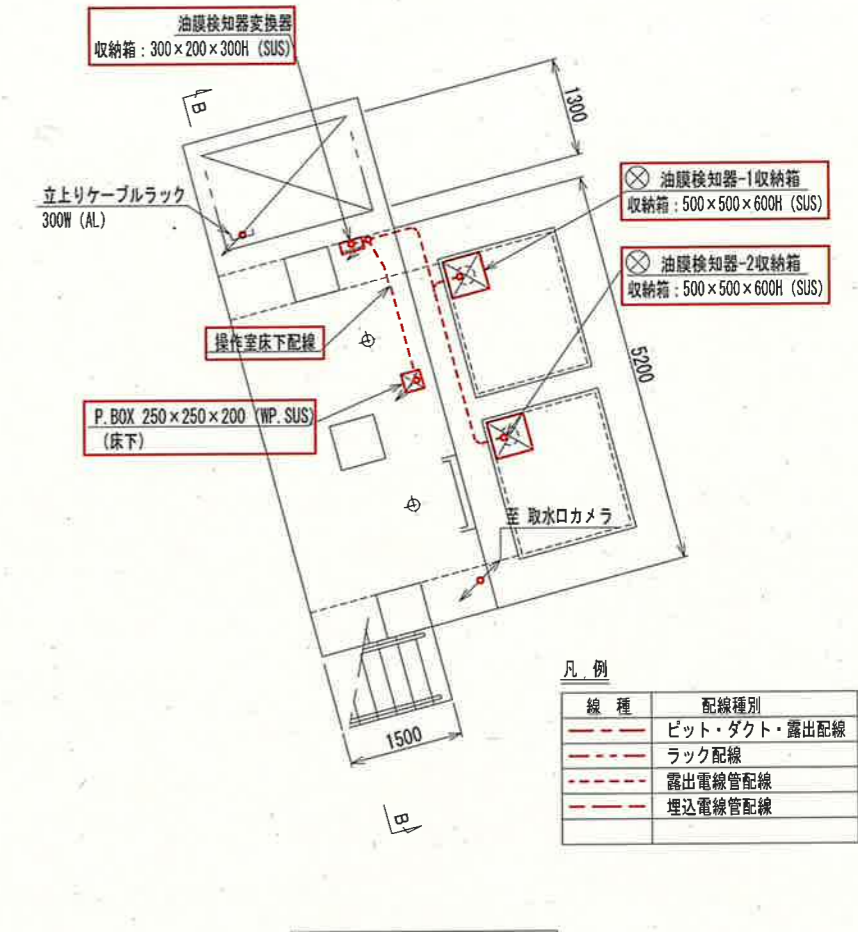 油膜検知器変換器
収納箱：300×200×300H (SUS)
B
1300
立上りケーブルラック
300W (AL)
油膜検知器-1収納箱
収納箱：500×500×600H (SUS)
油膜検知器-2収納箱
収納箱：500×500×600H (SUS)
操作室床下配線
5200
P.BOX 250×250×200 (WP.SUS)
(床下)
至 取水口カメラ
1500
B
凡 例
線 種 配線種別
ピット・ダクト・露出配線
ラック配線
露出電線管配線
埋込電線管配線